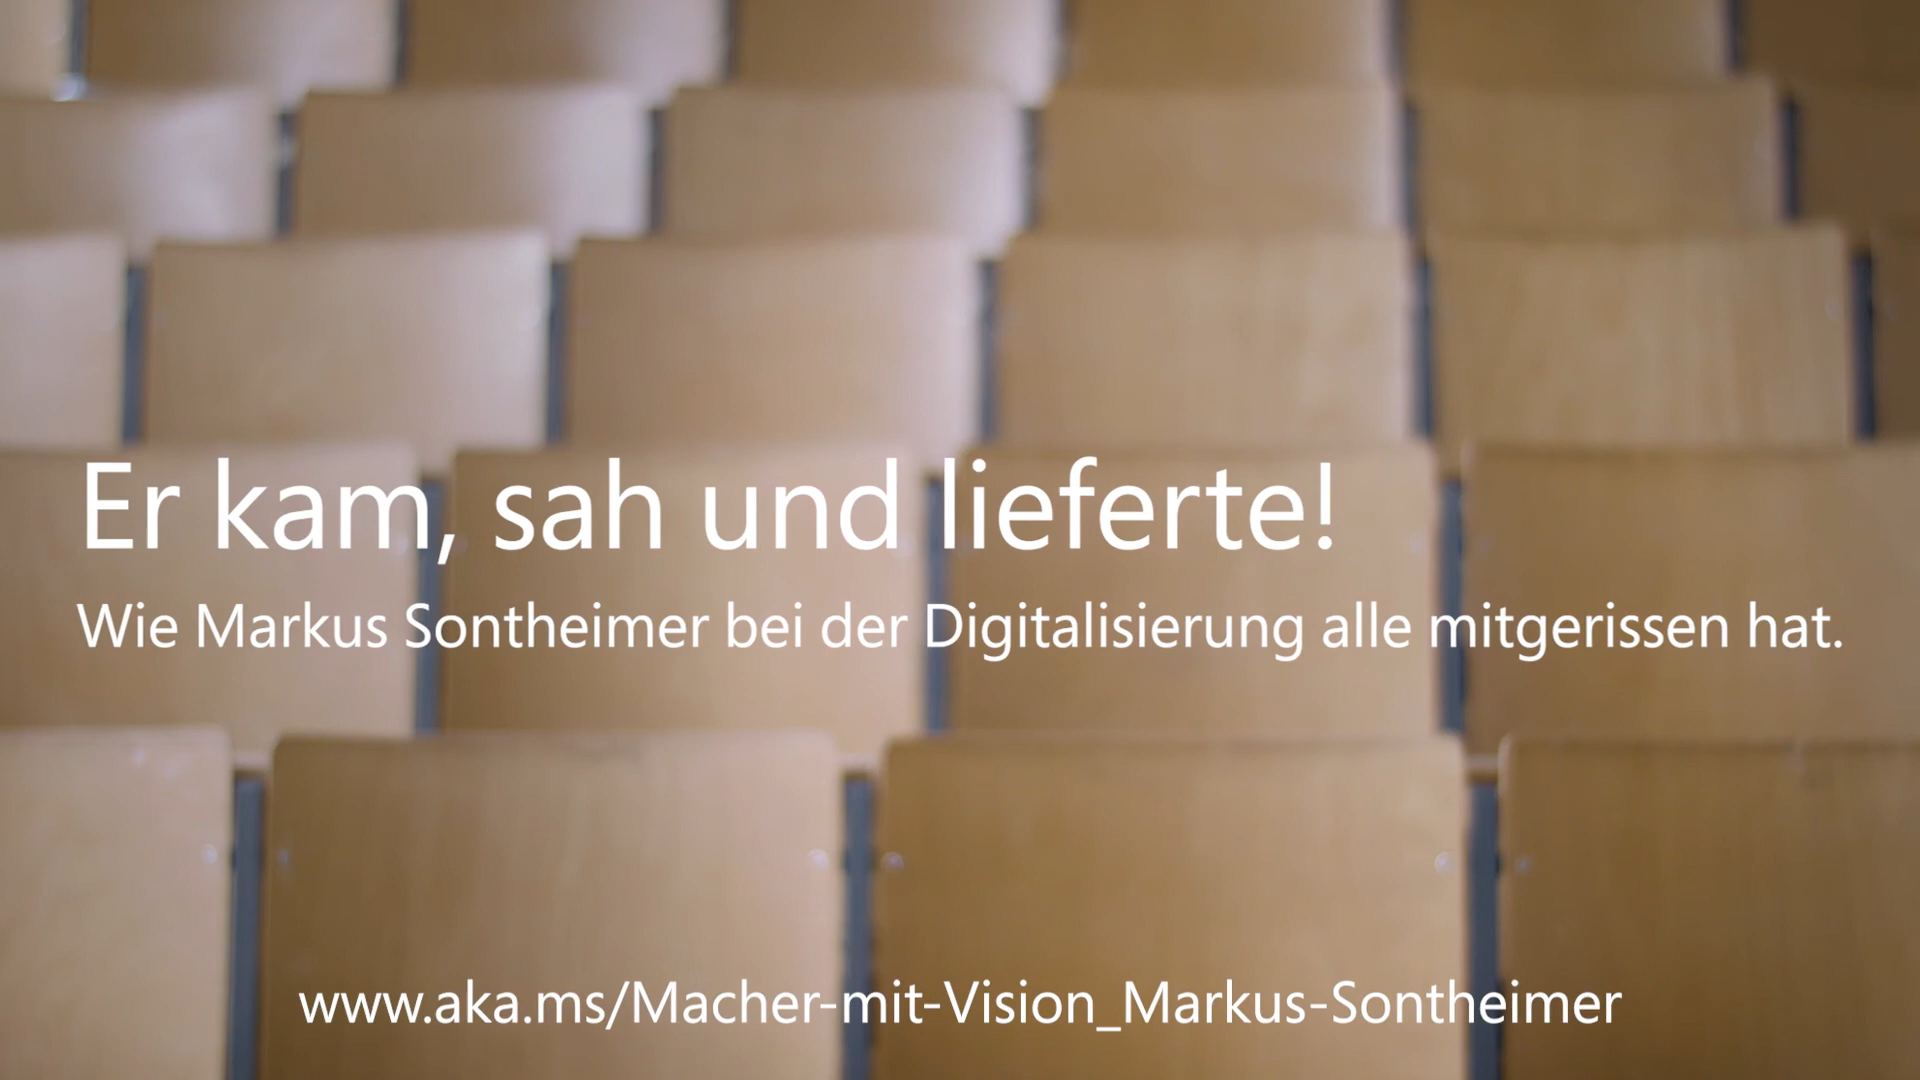 Er kam, sah und lieferte!
Wie Markus Sontheimer bei der Digitalisierung alle mitgerissen hat.
www.aka.ms/Macher-mit-Vision_Markus-Sontheimer